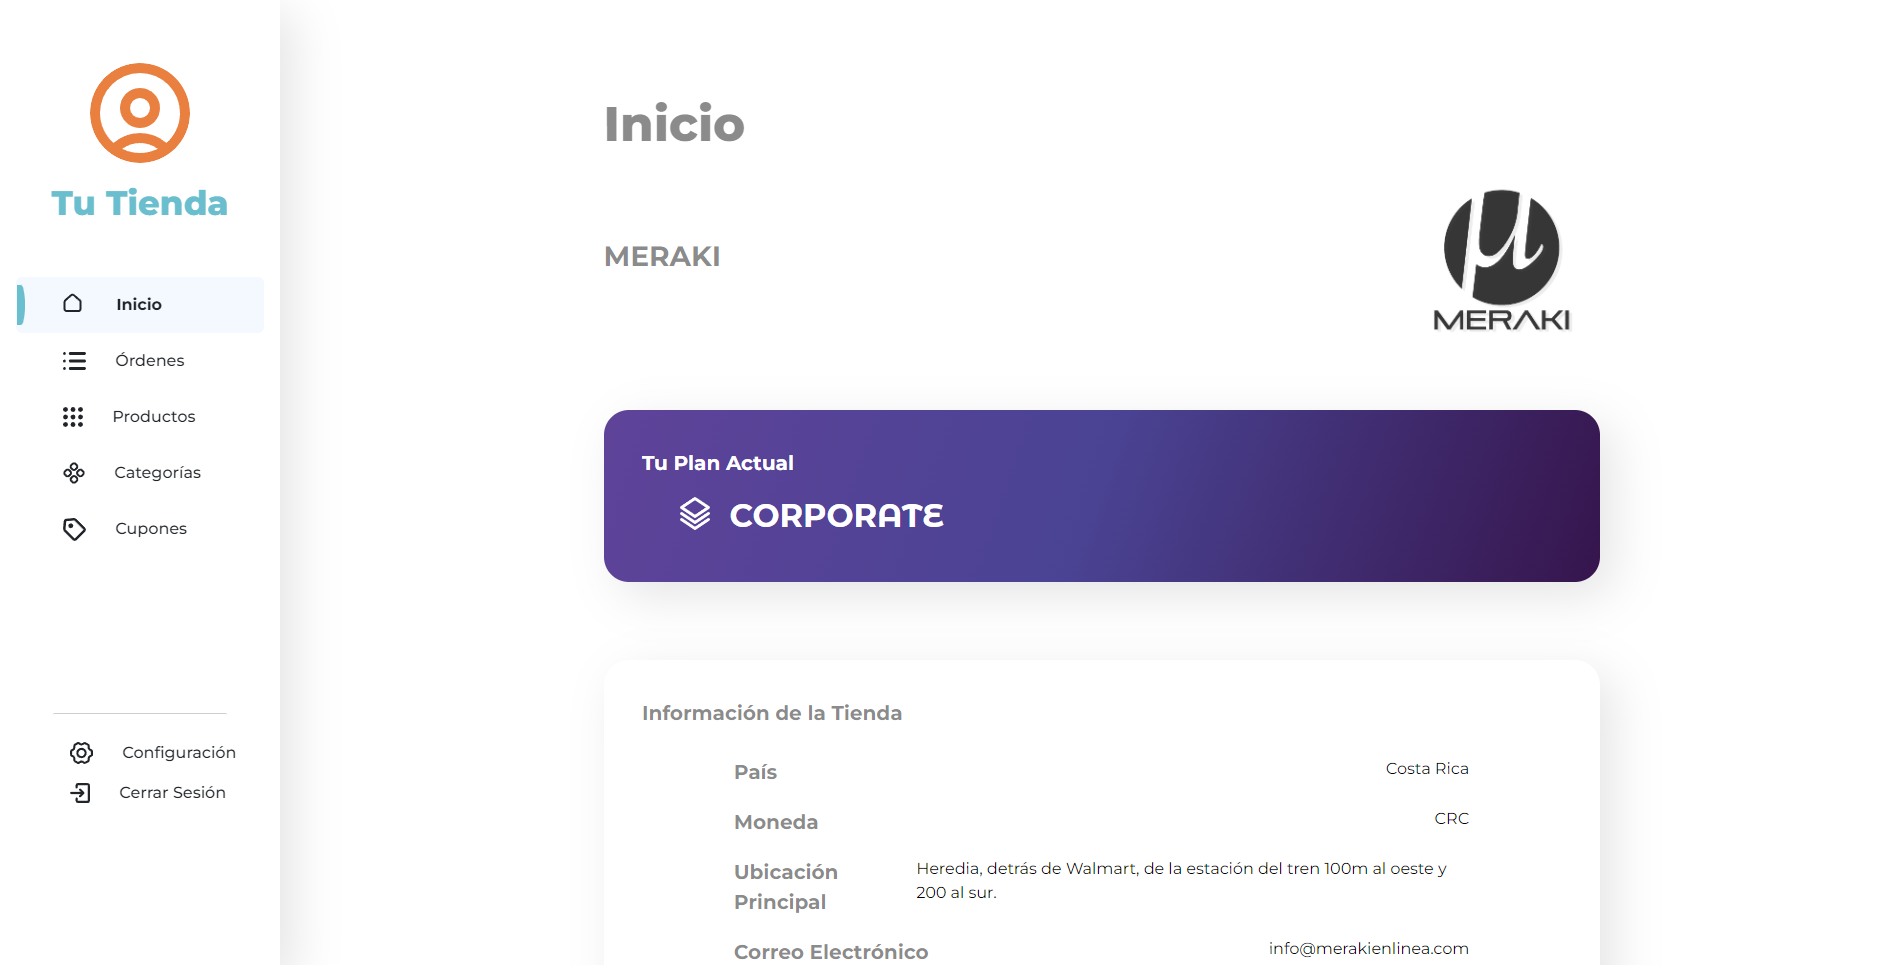 Tu Tienda
Inicio
Órdenes
Productos
Categorías
Cupones
Configuración
Cerrar Sesión
Inicio
MERAKI
μ
MERAKI
Tu Plan Actual
CORPORATE
Información de la Tienda
País
Costa Rica
Moneda
CRC
Ubicación
Principal
Heredia, detrás de Walmart, de la estación del tren 100m al oeste y
200 al sur.
Correo Electrónico
info@merakienlinea.com